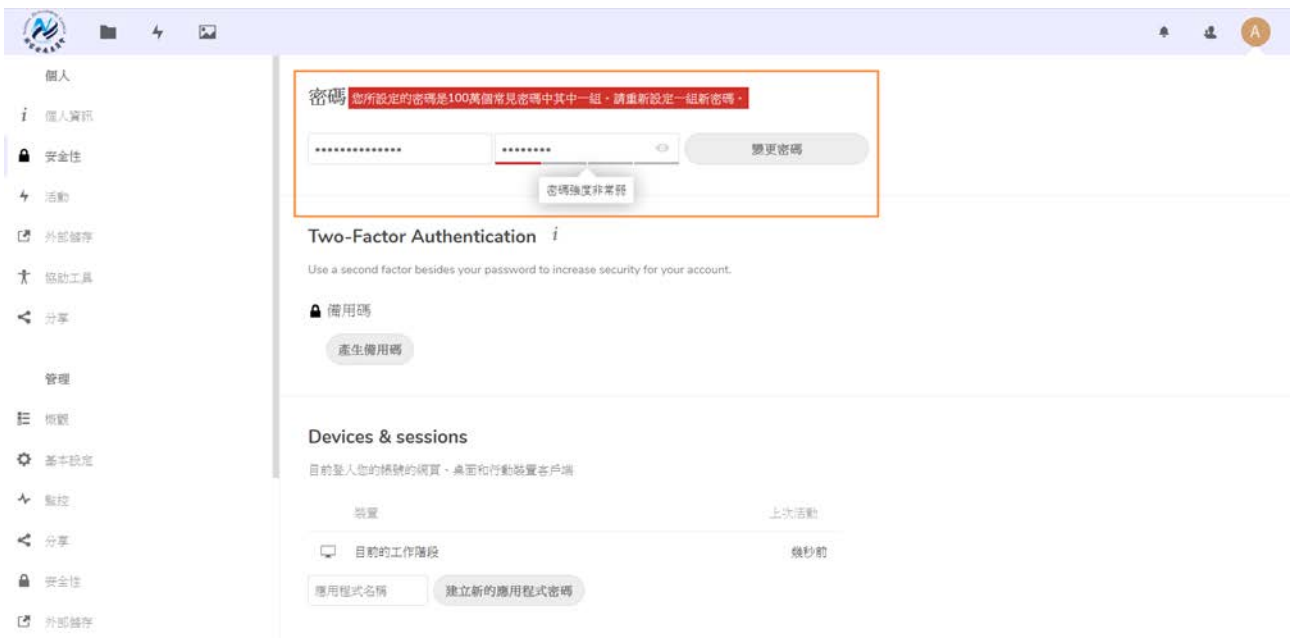 A
個人
個人資訊
安全性
活動
外部儲存
協助工具
分享
管理
概觀
基本設定
監控
分享
安全性
外部儲存
密碼 您所設定的密碼是100萬個常見密碼中其中一組。請重新設定一組新密碼。
變更密碼
密碼強度非常弱
Two-Factor Authentication i
Use a second factor besides your password to increase security for your account.
備用碼
產生備用碼
Devices & sessions
目前登入您的帳號的網頁、桌面和行動裝置客戶端
裝置 上次活動
目前的工作階段 幾秒前
應用程式名稱 建立新的應用程式密碼